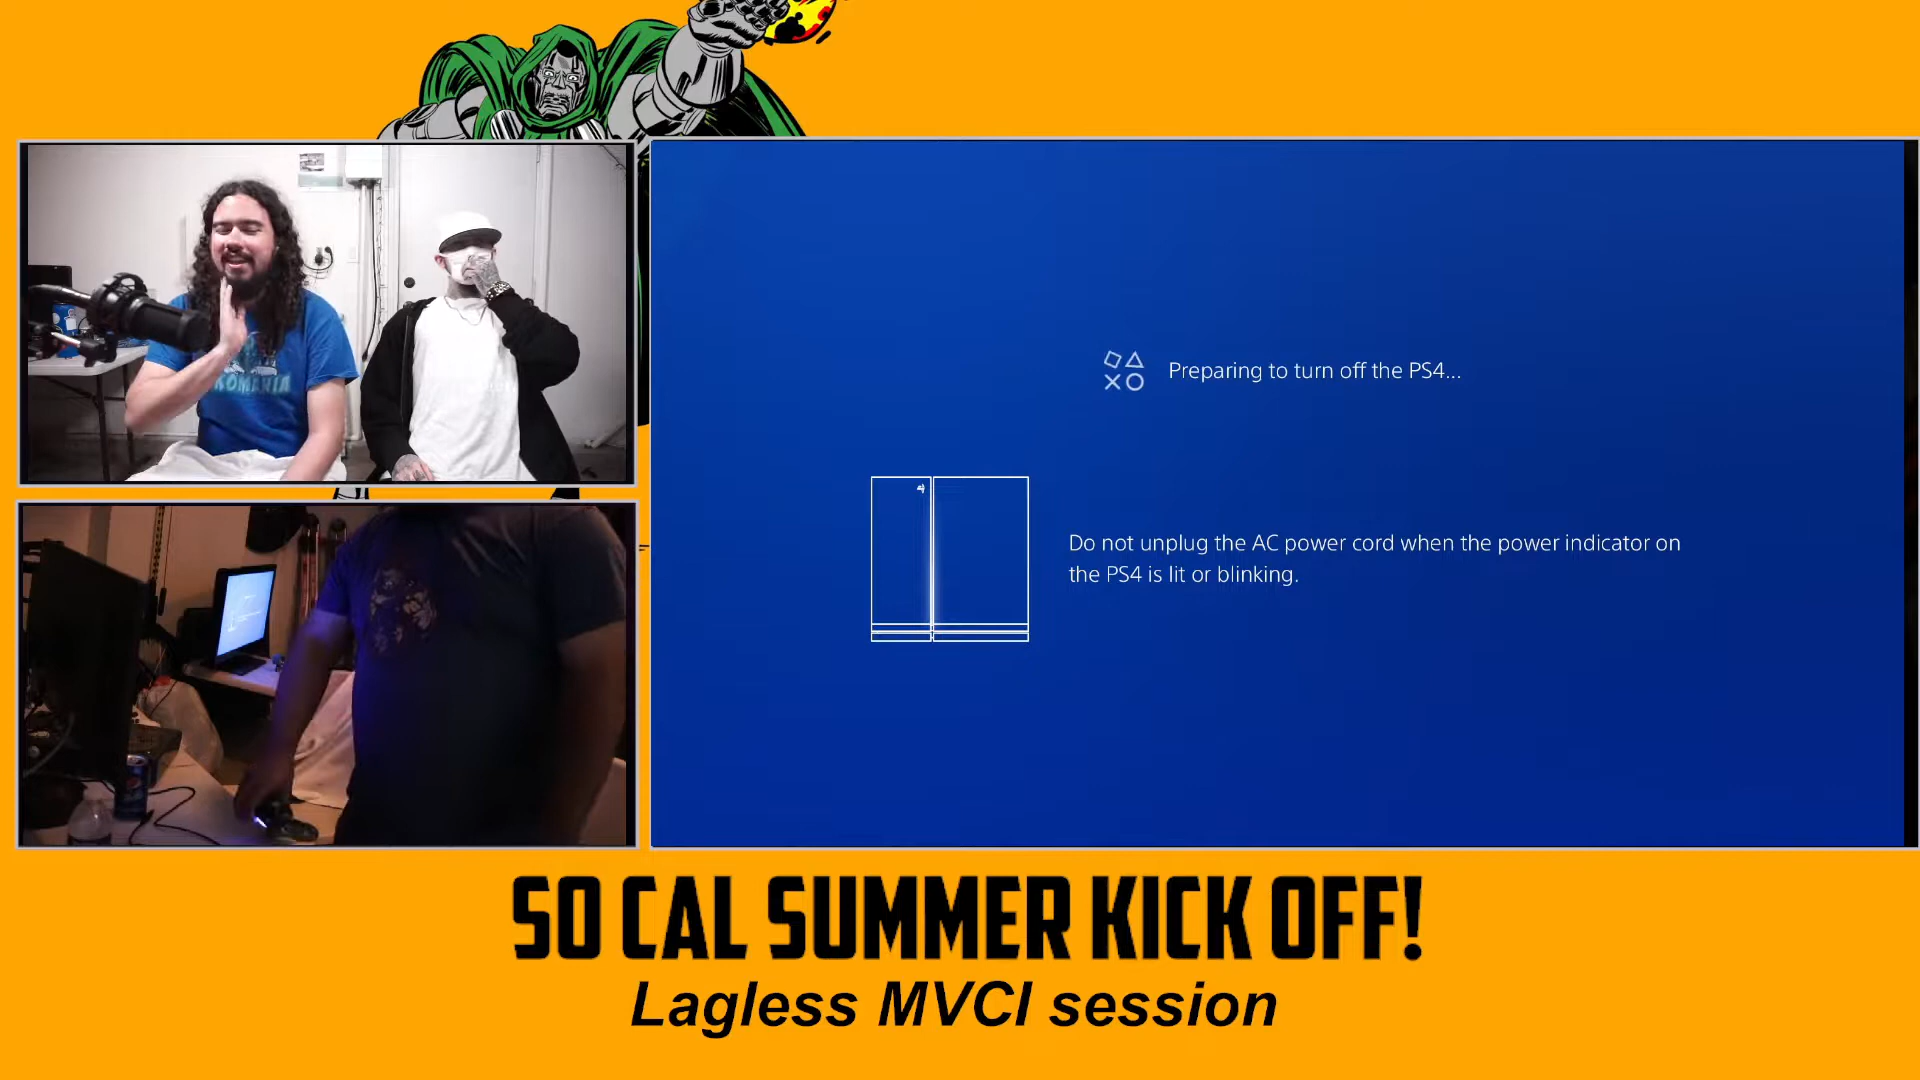 Preparing to turn off the PS4...
Do not unplug the AC power cord when the power indicator on
the PS4 is lit or blinking.
SO CAL SUMMER KICK OFF!
Lagless MVCI session